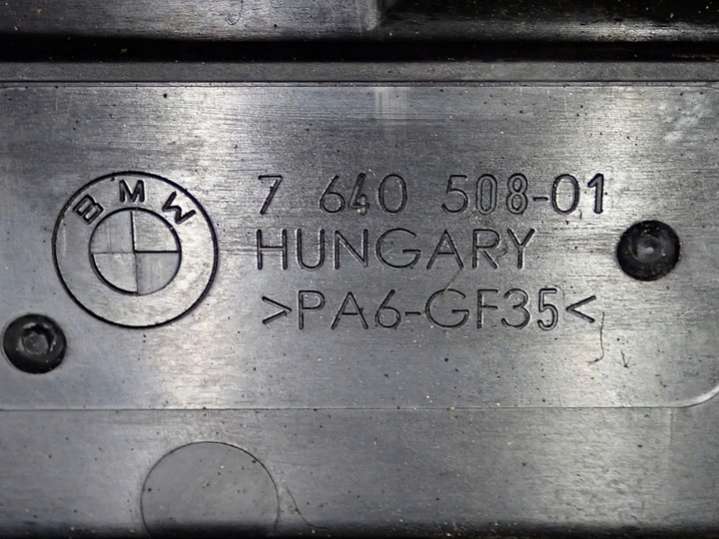 BMW
7 640 508-01
HUNGARY
>PA6-GF35<